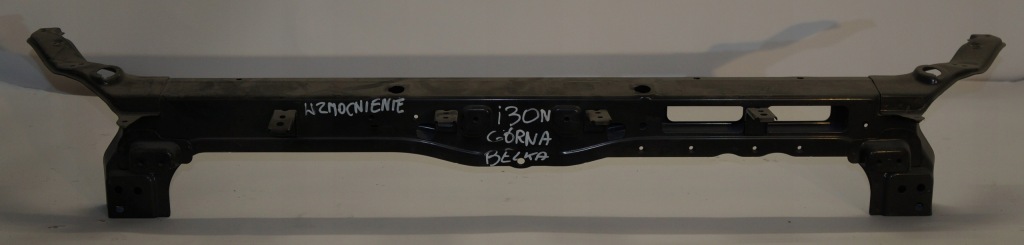 WZMOCNIENIE
i30N
GÓRNA
BELKA